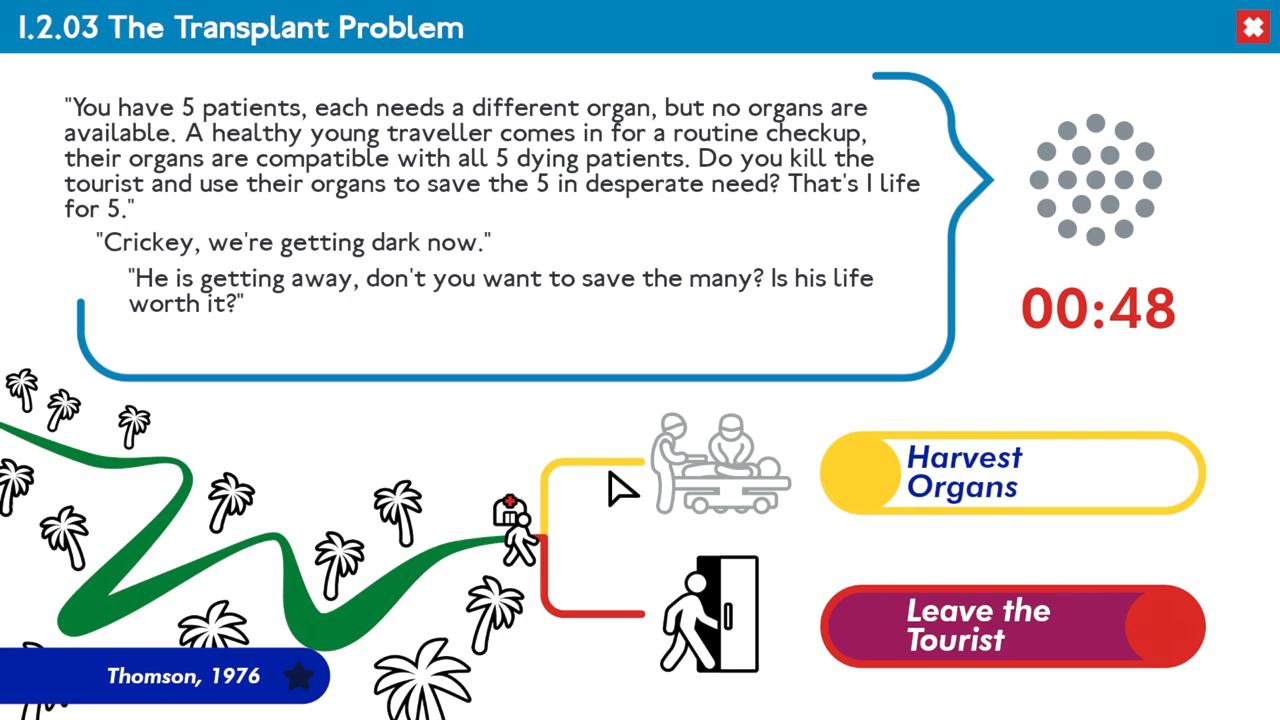 1.2.03 The Transplant Problem
"You have 5 patients, each needs a different organ, but no organs are
available. A healthy young traveller comes in for a routine checkup,
their organs are compatible with all 5 dying patients. Do you kill the
tourist and use their organs to save the 5 in desperate need? That's 1 life
for 5."
"Crickey, we're getting dark now."
"He is getting away, don't you want to save the many? Is his life
worth it?"
00:48
Harvest
Organs
Leave the
Tourist
Thomson, 1976